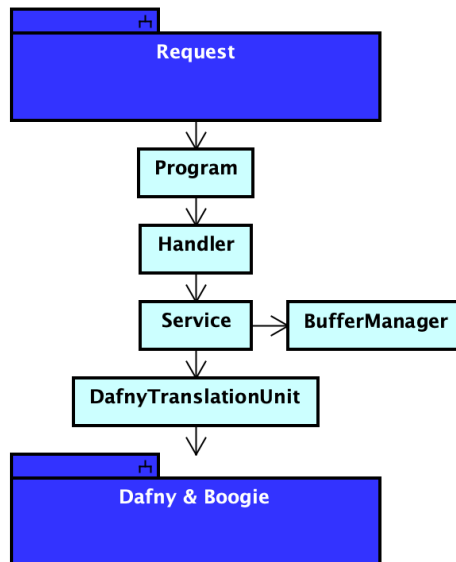 Request
Program
Handler
Service
BufferManager
DafnyTranslationUnit
Dafny & Boogie